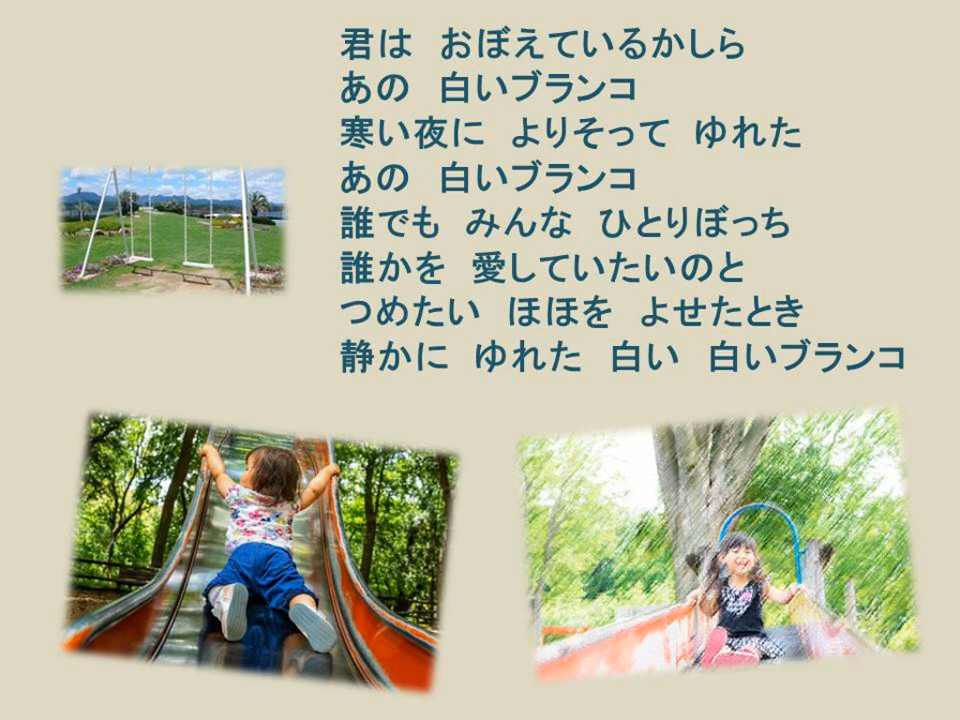 君は　おぼえているかしら
あの　白いブランコ
寒い夜に　よりそって　ゆれた
あの　白いブランコ
誰でも　みんな　ひとりぼっち
誰かを　愛していたいのと
つめたい　ほほを　よせたとき
静かに　ゆれた　白い　白いブランコ